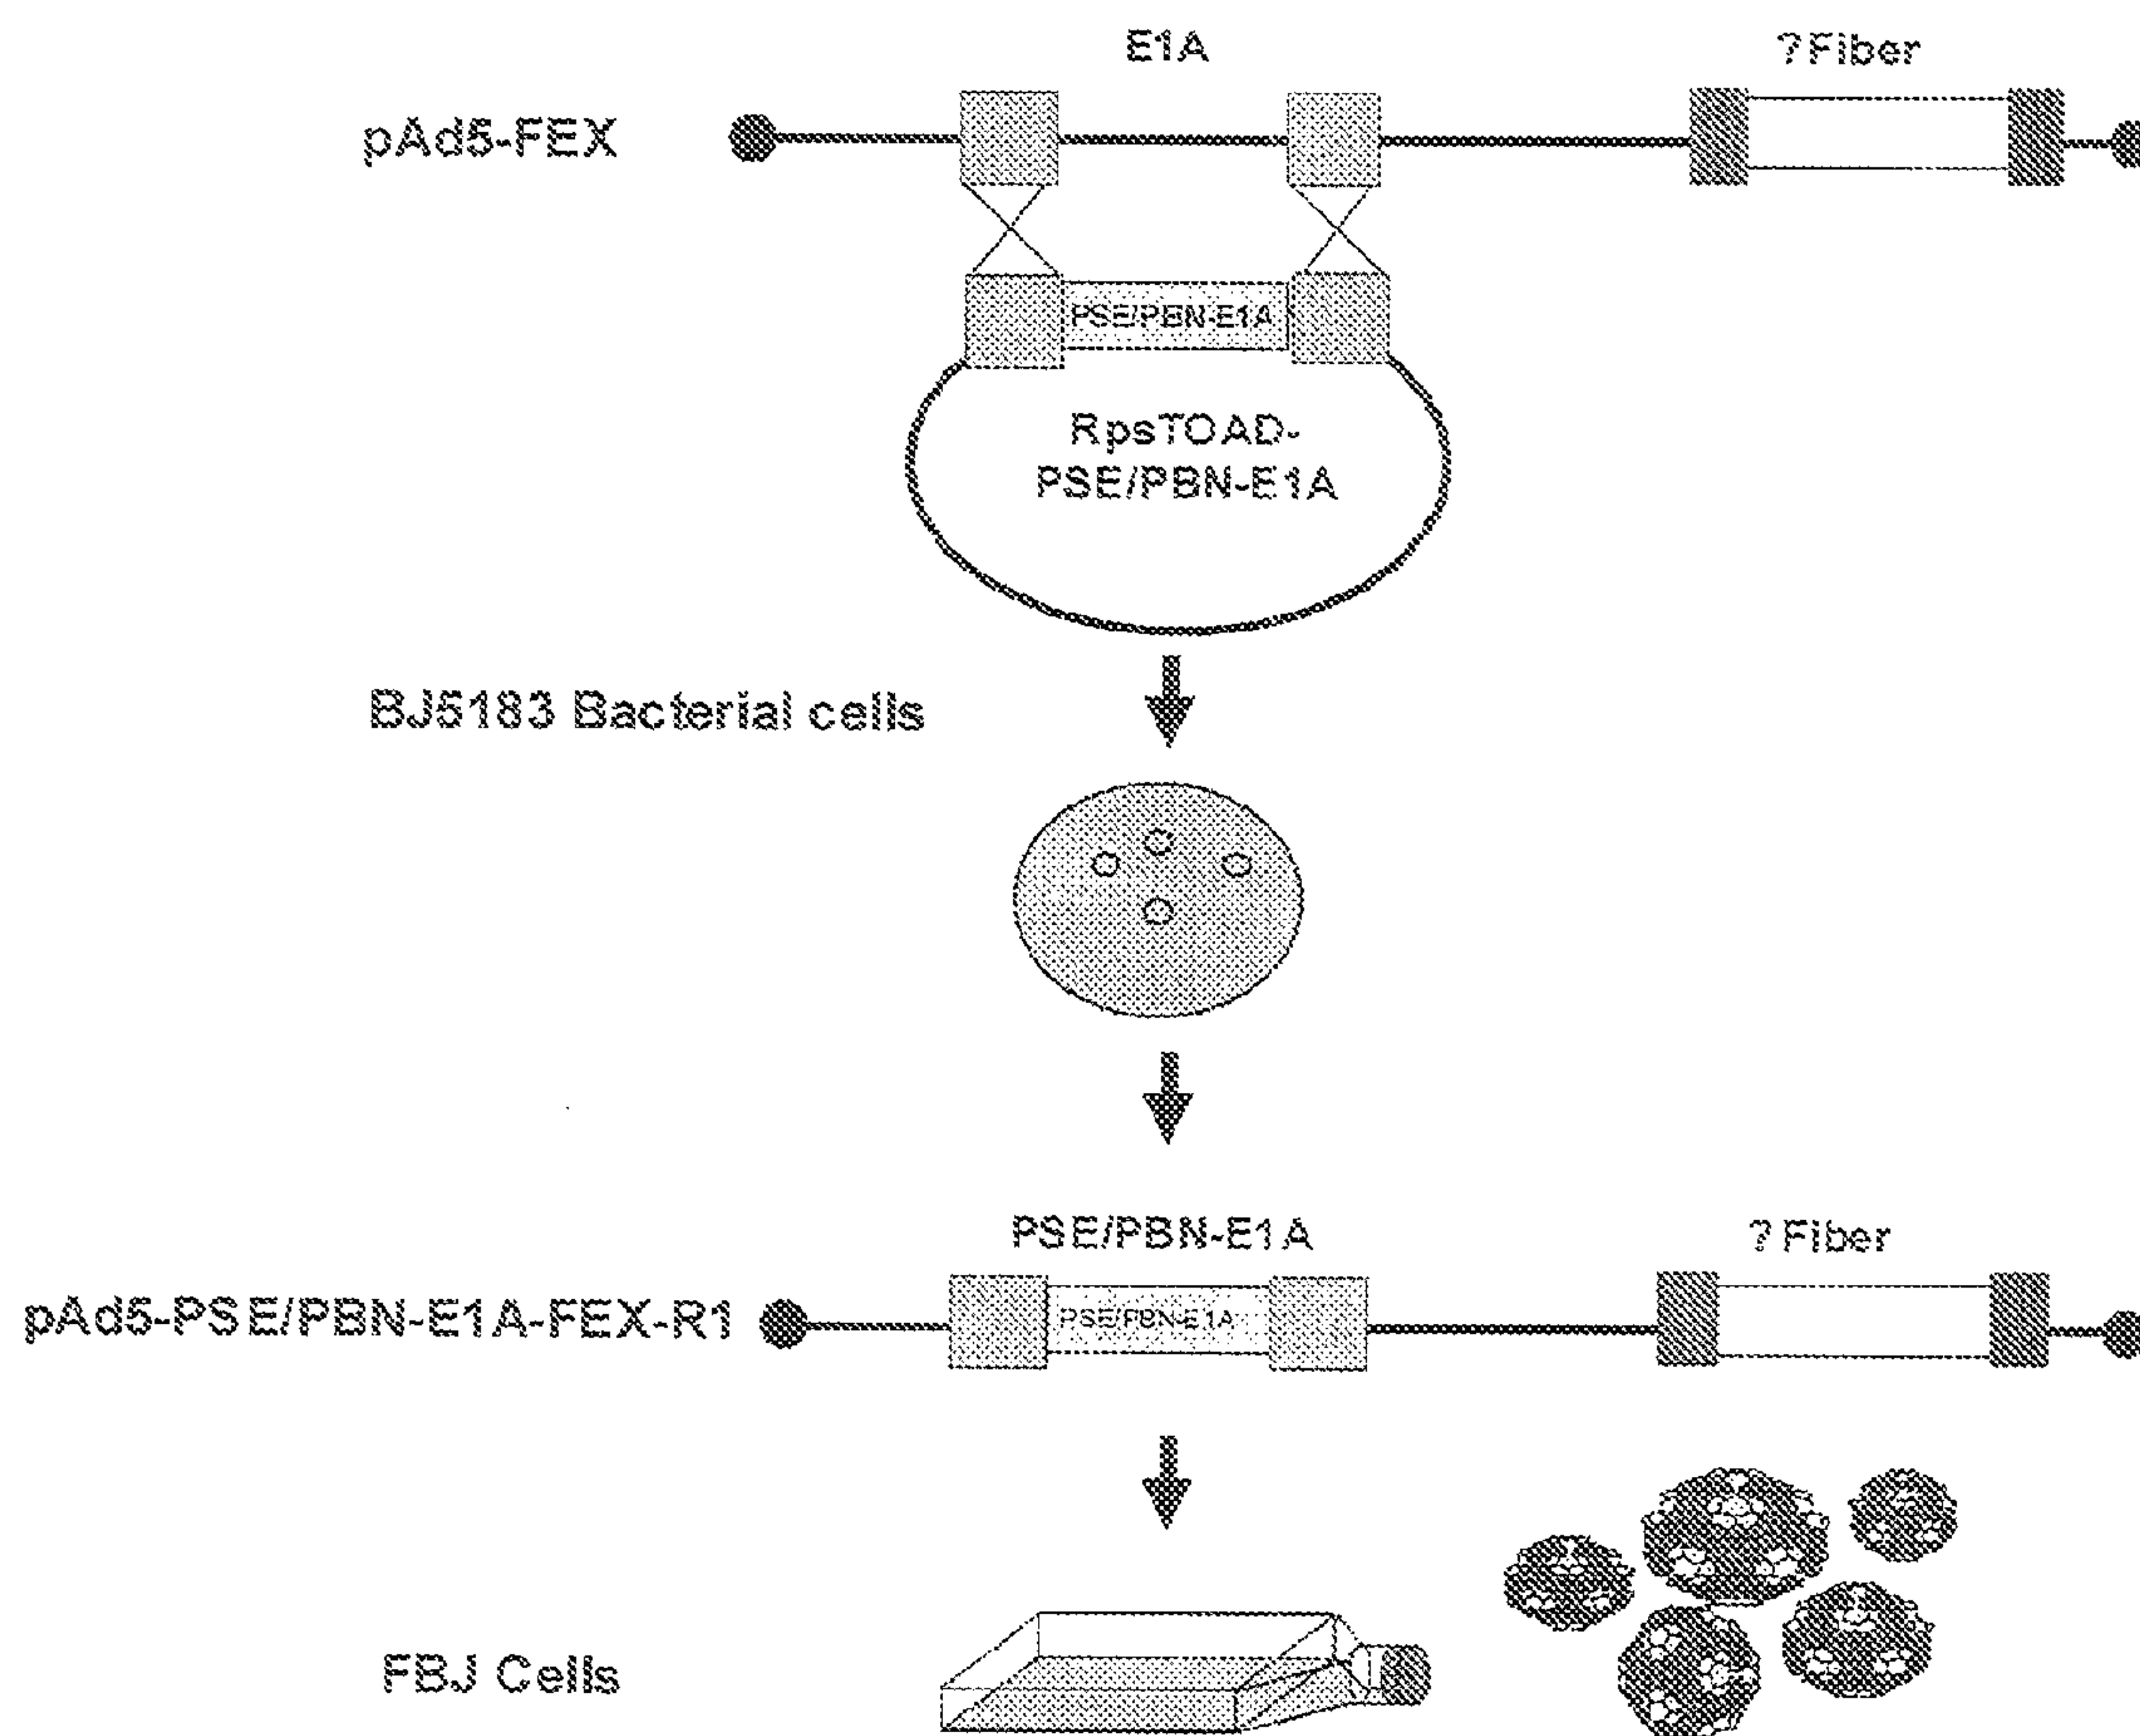 E1A
?Fiber
pAd5-FEX
PSE/PBN-E1A
RpsTOAD-
PSE/PBN-E1A
BJ5183 Bacterial cells
PSE/PBN-E1A
?Fiber
pAd5-PSE/PBN-E1A-FEX-R1
PSE/PBN-E1A
FBJ Cells